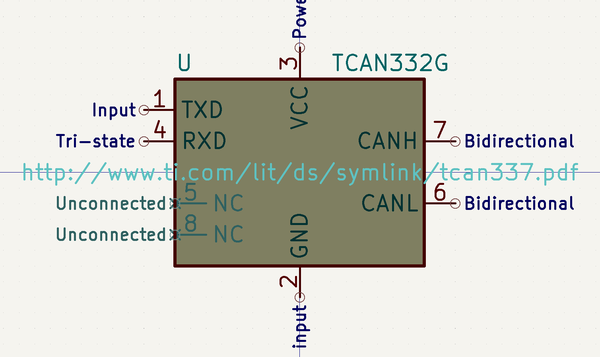 Power
U
TCAN332G
3
VCC
Input 1 TXD
Tri-state 4 RXD
CANH 7 Bidirectional
http://www.ti.com/lit/ds/symlink/tcan337.pdf
Unconnected 5 NC
CANL 6 Bidirectional
Unconnected 8 NC
GND
2
input